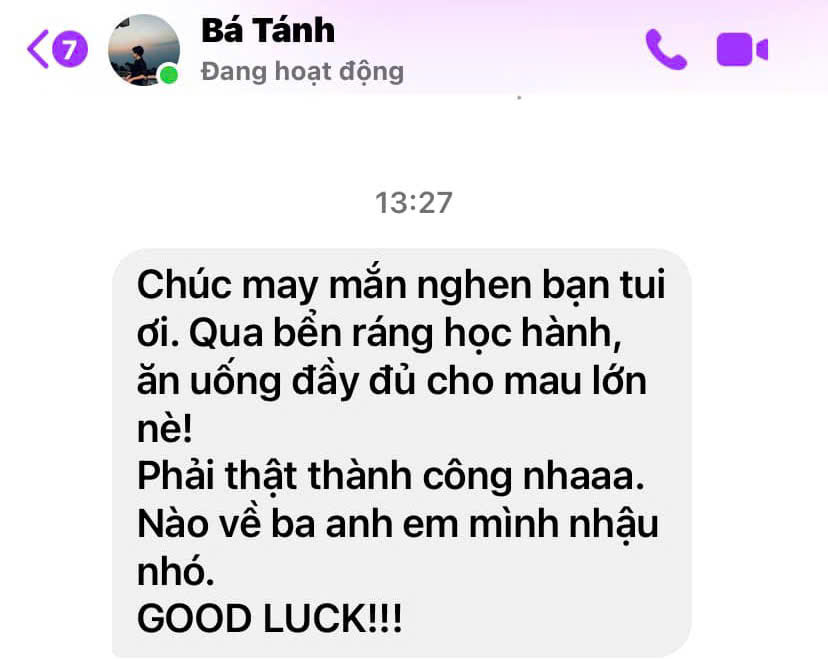 7
Bá Tánh
Đang hoạt động
13:27
Chúc may mắn nghen bạn tui
ơi. Qua bển ráng học hành,
ăn uống đầy đủ cho mau lớn
nè!
Phải thật thành công nhaaa.
Nào về ba anh em mình nhậu
nhó.
GOOD LUCK!!!